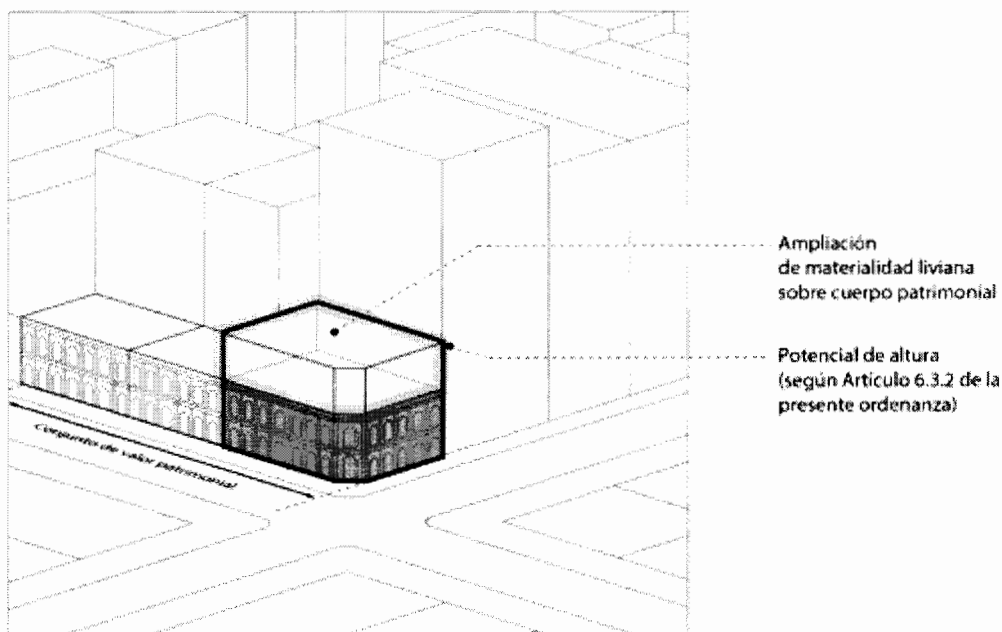 Ampliación
de materialidad liviana
sobre cuerpo patrimonial
Potencial de altura
(según Artículo 6.3.2 de la
presente ordenanza)
Conjunto de valor patrimonial